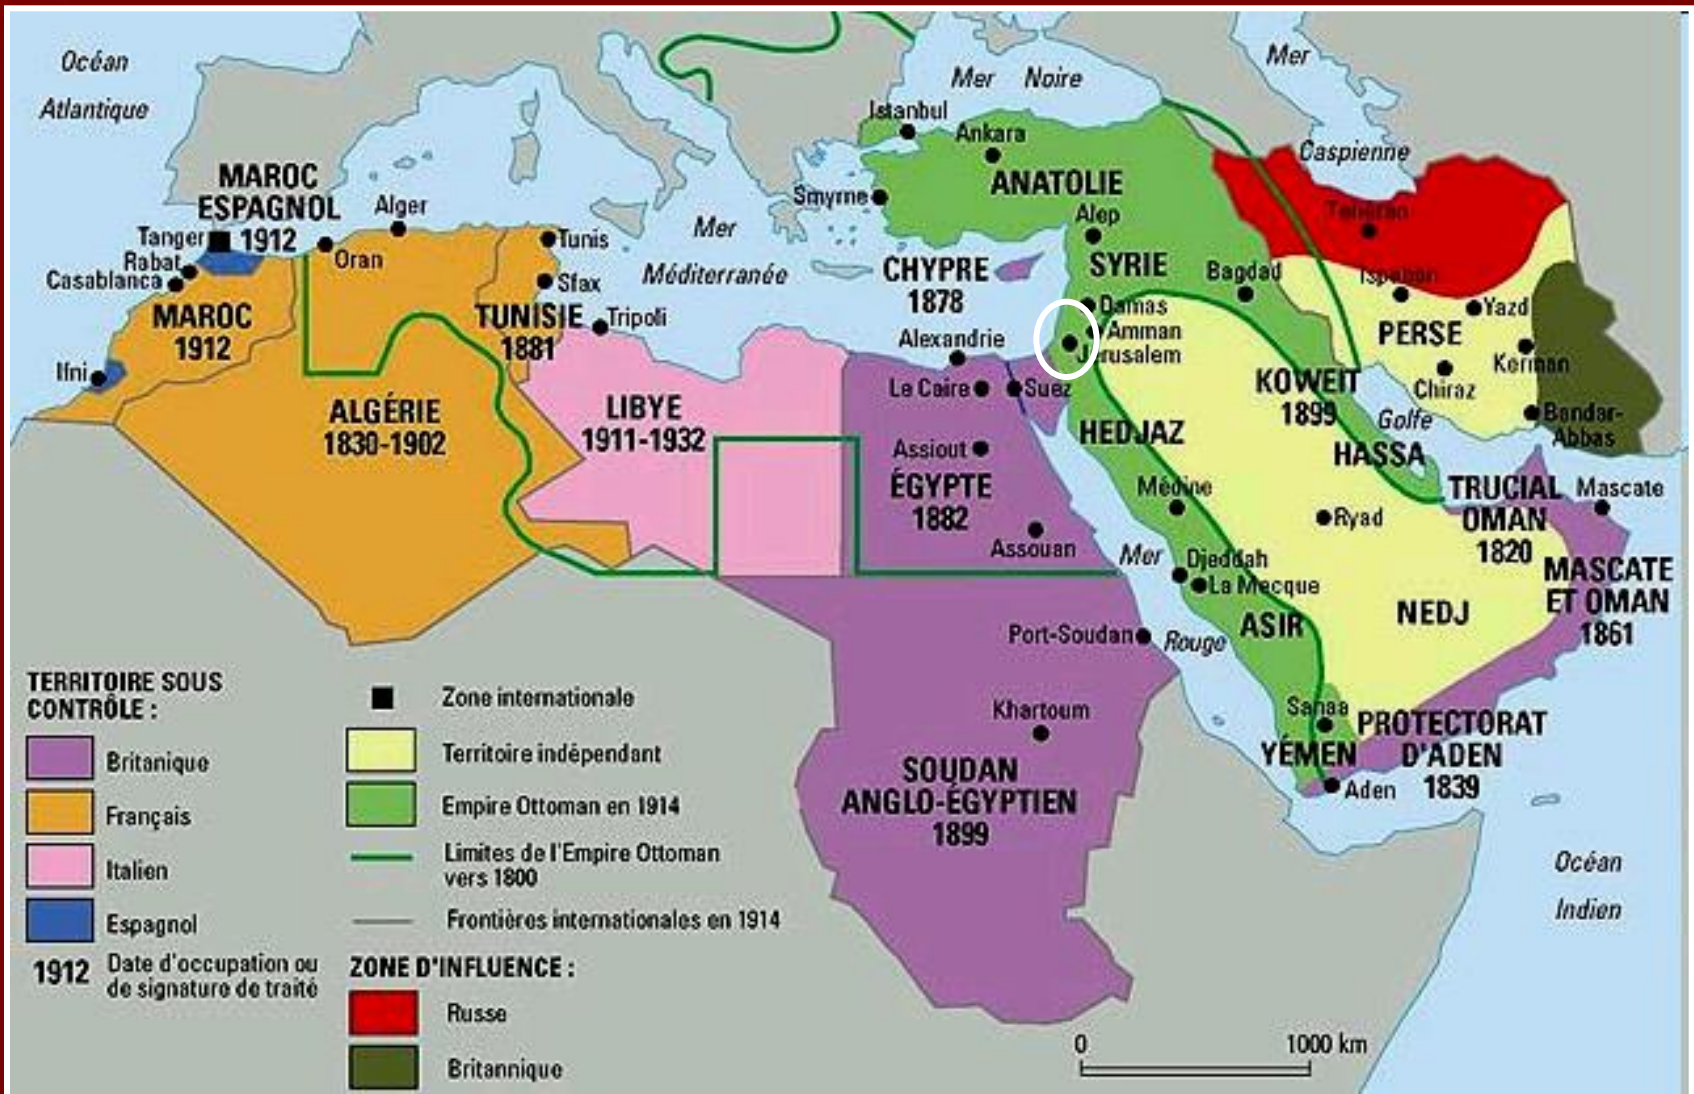 Océan
Atlantique
Mer Noire
Mer
Caspienne
Istanbul
Ankara
ANATOLIE
Smyrne
MAROC
ESPAGNOL
1912
Alger
Tanger
Oran
Rabat
Casablanca
MAROC
1912
Ifni
Tunis
Sfax
TUNISIE
1881
Tripoli
Mer
Méditerranée
CHYPRE
1878
Alep
SYRIE
Bagdad
Damas
Amman
Jérusalem
Téhéran
Ispahan
Yazd
PERSE
Kerman
Chiraz
Bandar-
Abbas
Alexandrie
Le Caire
Suez
ALGÉRIE
1830-1902
LIBYE
1911-1932
Assiout
ÉGYPTE
1882
Assouan
HEDJAZ
KOWEIT
1899
Golfe
HASSA
Médine
Ryad
TRUCIAL
OMAN
1820
Mascate
MASCATE
ET OMAN
1861
Mer
Rouge
Djeddah
La Mecque
ASIR
NEDJ
Port-Soudan
Khartoum
SOUDAN
ANGLO-ÉGYPTIEN
1899
Sanaa
YÉMEN
PROTECTORAT
D'ADEN
1839
Aden
Océan
Indien
TERRITOIRE SOUS
CONTRÔLE :
Britanique
Français
Italien
Espagnol
1912 Date d'occupation ou
de signature de traité
Zone internationale
Territoire indépendant
Empire Ottoman en 1914
Limites de l'Empire Ottoman
vers 1800
Frontières internationales en 1914
ZONE D'INFLUENCE :
Russe
Britannique
0 1000 km